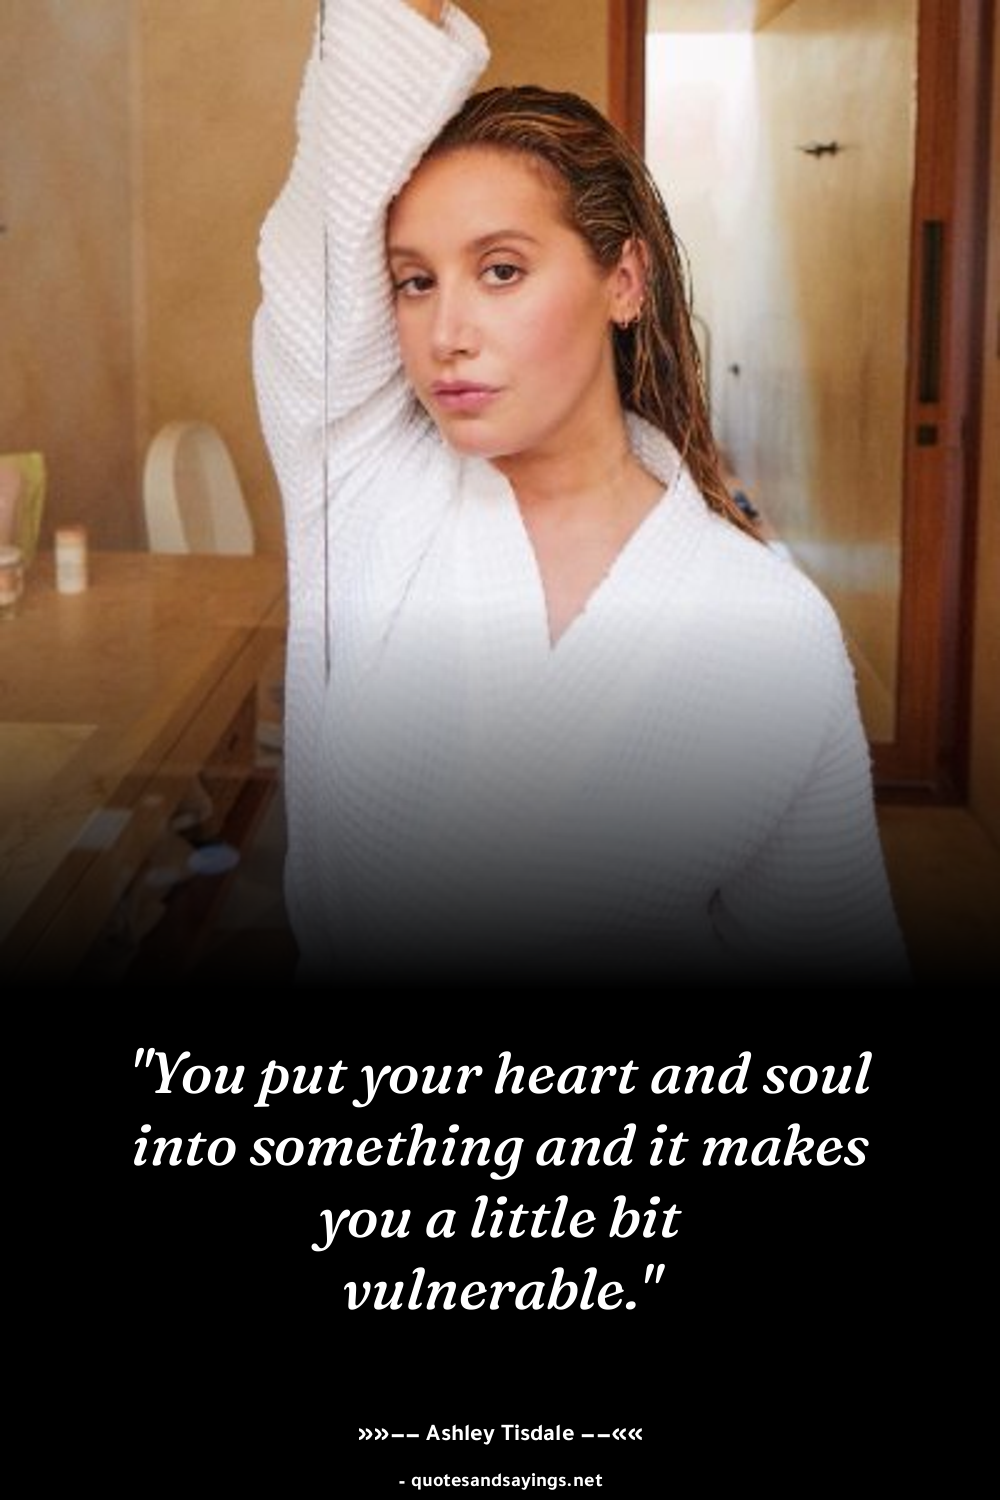 "You put your heart and soul
into something and it makes
you a little bit
vulnerable."
»»−− Ashley Tisdale −−««
- quotesandsayings.net